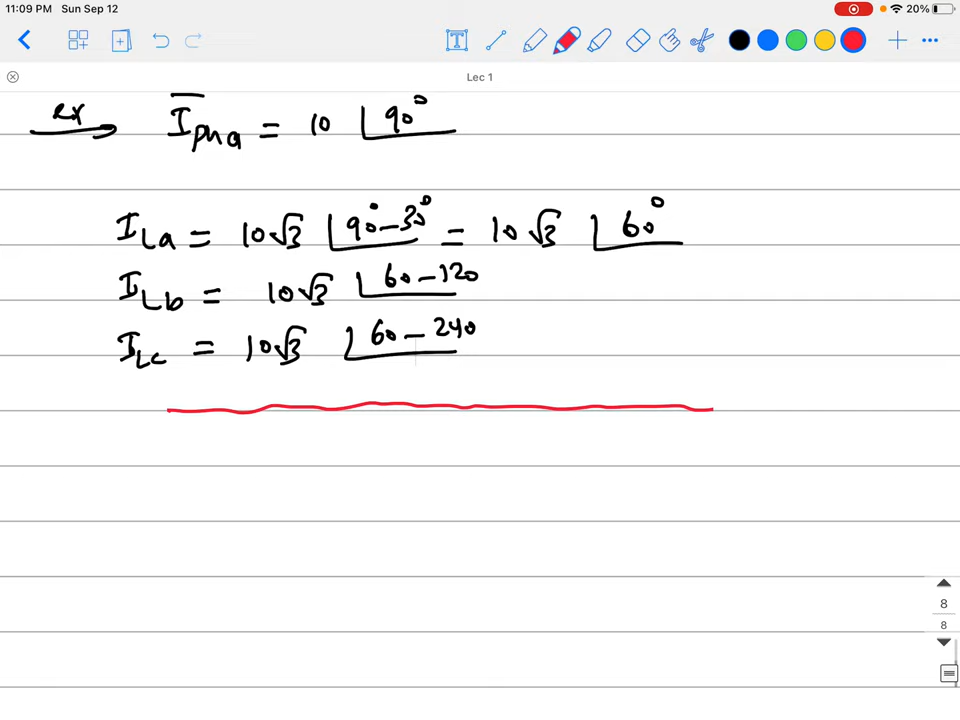 11:09 PM Sun Sep 12 20%
Lec 1
ex I̅pha = 10 ∠90°
ILa = 10√3 ∠90°-30° = 10√3 ∠60°
ILb = 10√3 ∠60-120
ILc = 10√3 ∠60-240
8
8